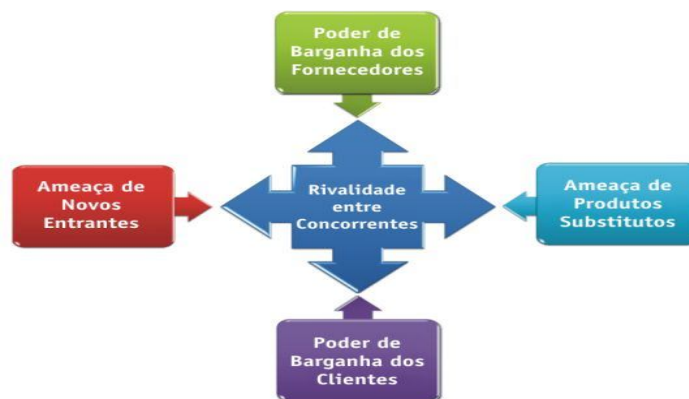 Poder de
Barganha dos
Fornecedores
Ameaça de
Novos
Entrantes
Rivalidade
entre
Concorrentes
Ameaça de
Produtos
Substitutos
Poder de
Barganha dos
Clientes